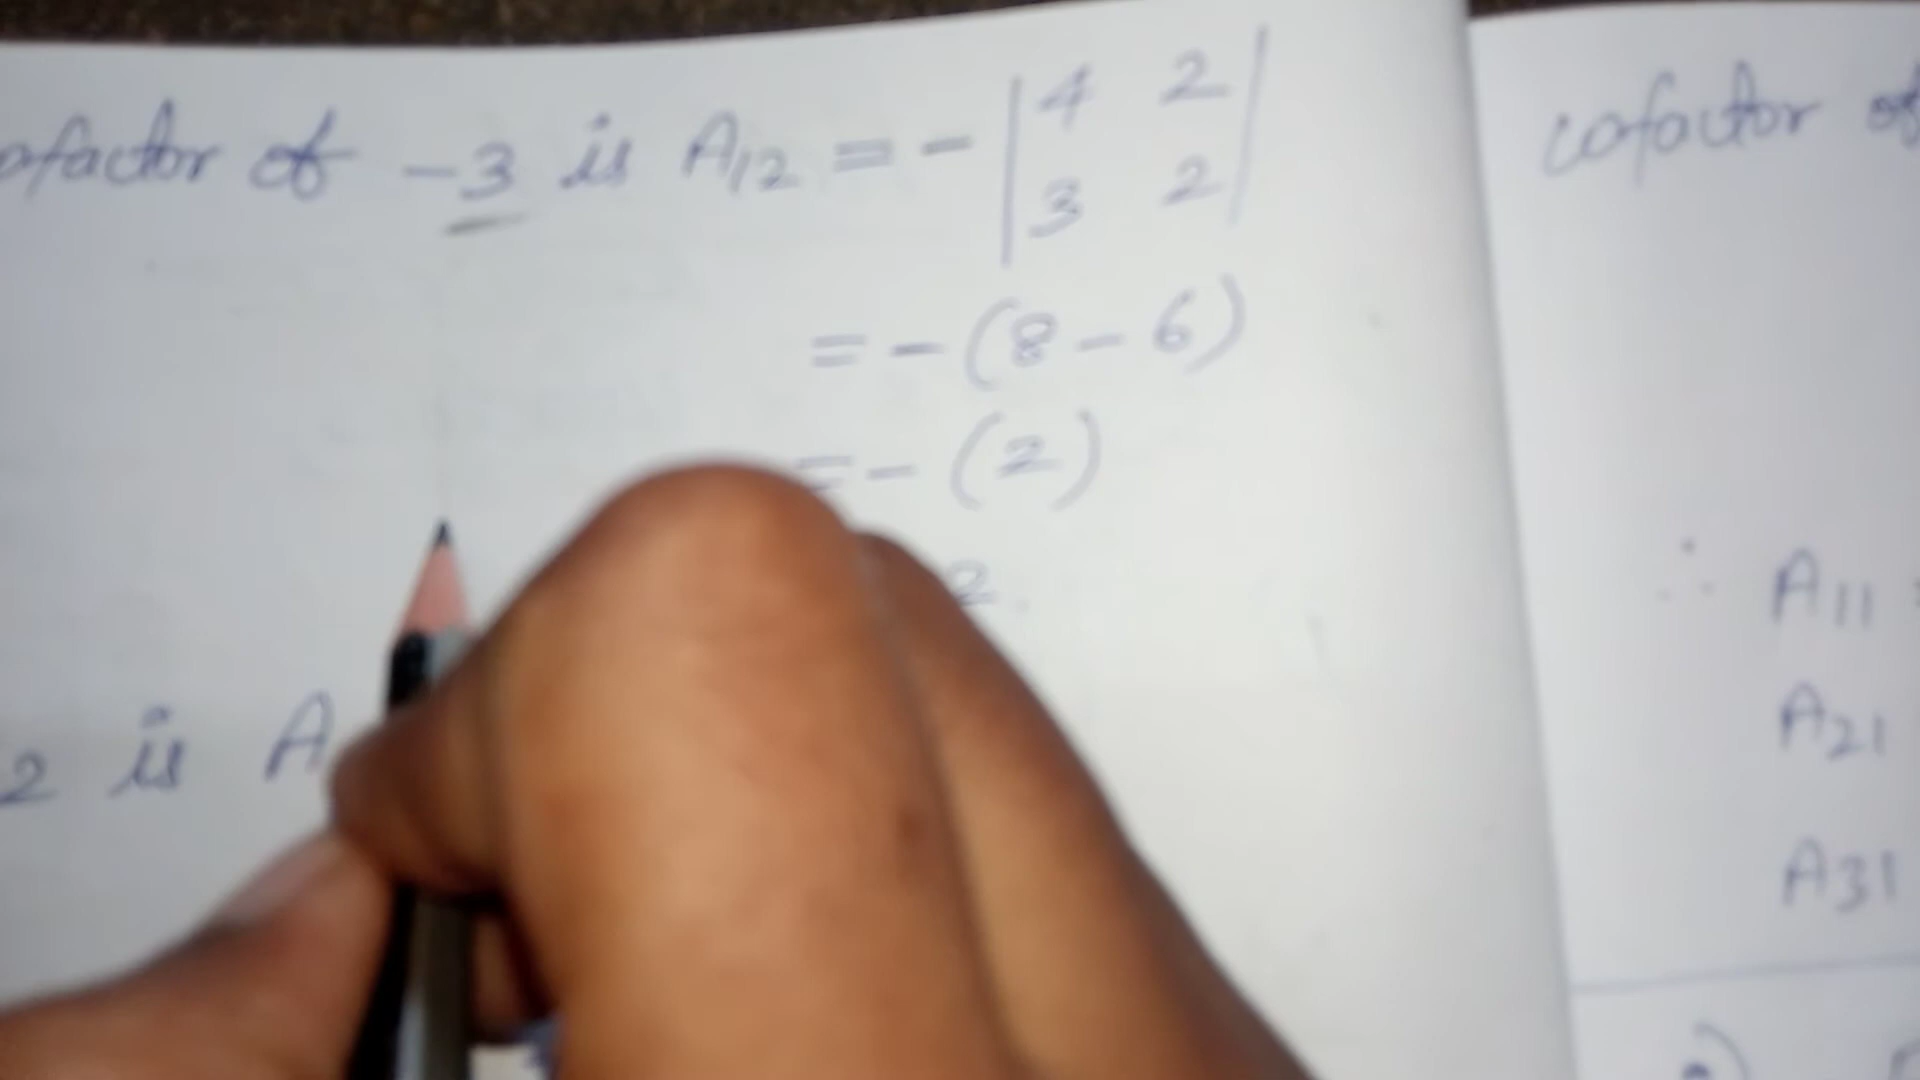 ofactor of -3 is A12 = - | 4 2 |
| 3 2 |
= - (8 - 6)
= - (2)
2.
2 is A
cofactor of
∴ A11
A21
A31